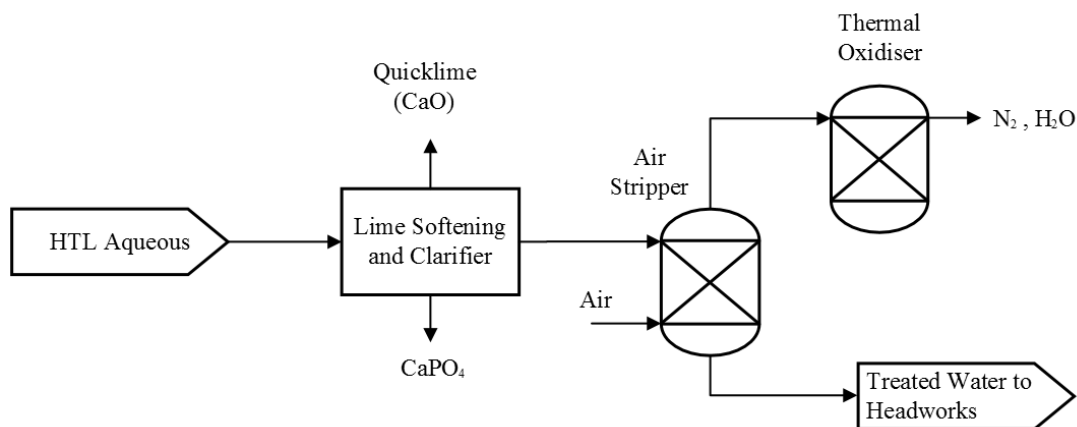 Thermal
Oxidiser
Quicklime
(CaO)
N₂ , H₂O
Air
Stripper
HTL Aqueous
Lime Softening
and Clarifier
Air
CaPO₄
Treated Water to
Headworks